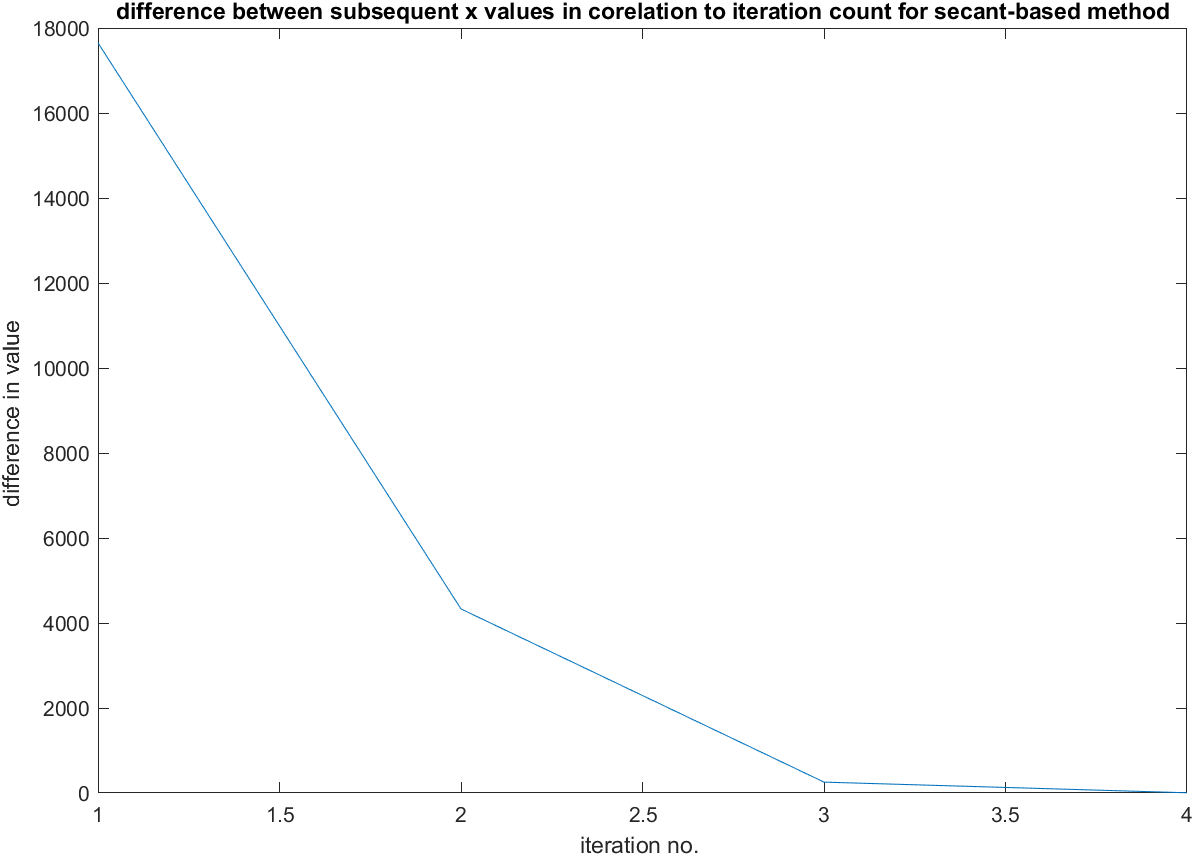 difference between subsequent x values in corelation to iteration count for secant-based method
18000
16000
14000
12000
10000
8000
6000
4000
2000
0
difference in value
1 1.5 2 2.5 3 3.5 4
iteration no.